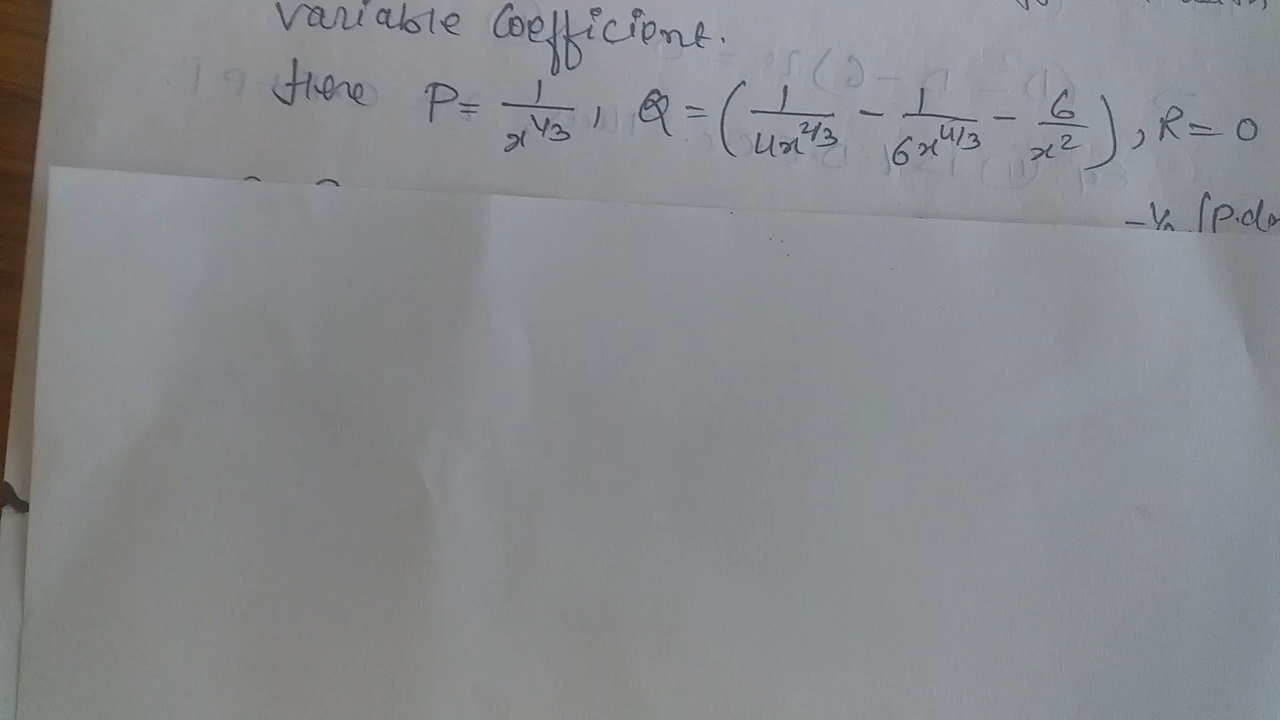 variable coefficient.
Here P = 1/x^1/3 , Q = ( 1/4x^2/3 - 1/6x^4/3 - 6/x^2 ) , R = 0
-1/2 ∫P.dx